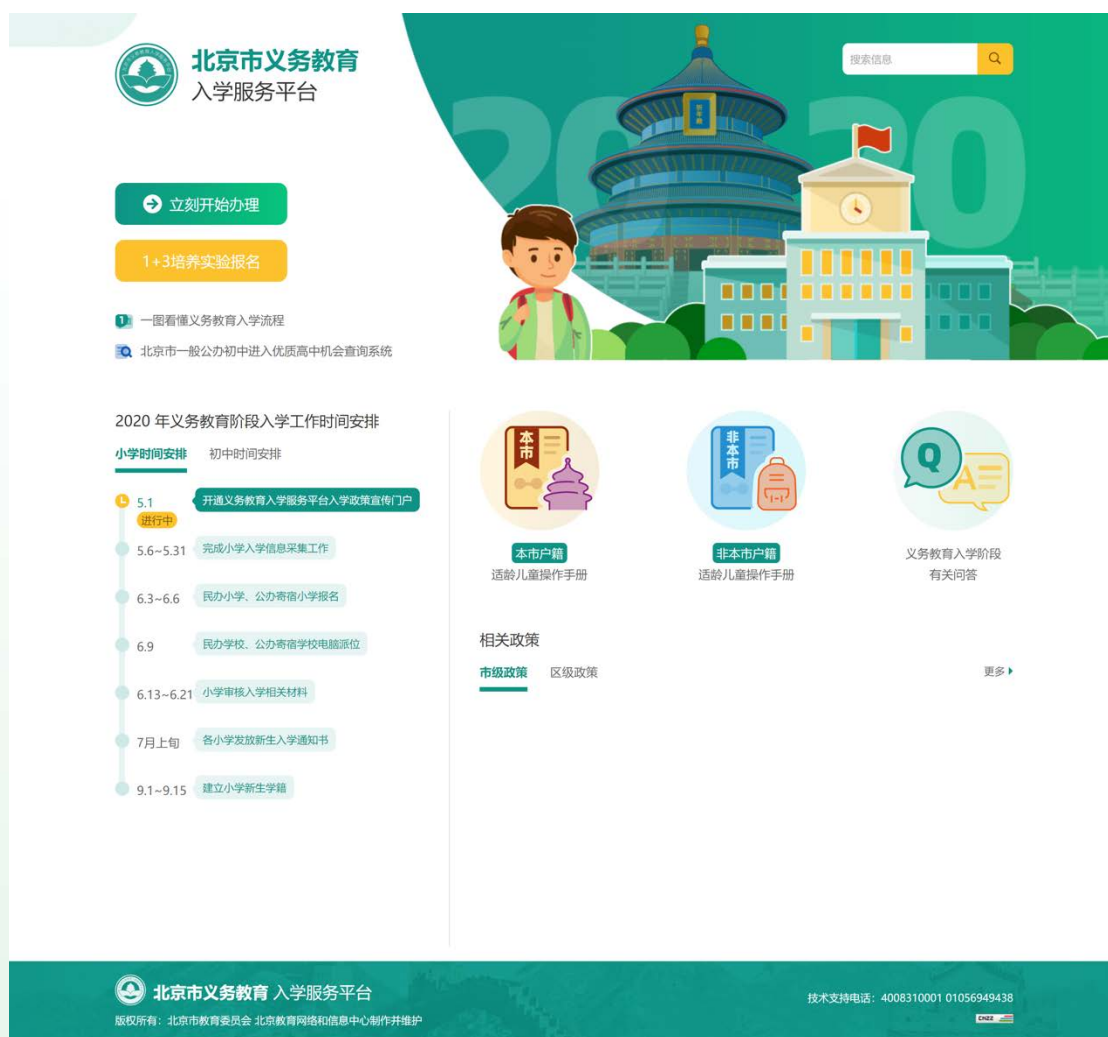 北京市义务教育
入学服务平台
搜索信息
2020
祈年殿
立刻开始办理
1+3培养实验报名
一图看懂义务教育入学流程
北京市一般公办初中进入优质高中机会查询系统
2020 年义务教育阶段入学工作时间安排
小学时间安排 初中时间安排
5.1 开通义务教育入学服务平台入学政策宣传门户
进行中
5.6~5.31 完成小学入学信息采集工作
6.3~6.6 民办小学、公办寄宿小学报名
6.9 民办学校、公办寄宿学校电脑派位
6.13~6.21 小学审核入学相关材料
7月上旬 各小学发放新生入学通知书
9.1~9.15 建立小学新生学籍
本市
本市户籍
适龄儿童操作手册
非本市
非本市户籍
适龄儿童操作手册
Q
A
义务教育入学阶段
有关问答
相关政策
市级政策 区级政策 更多
北京市义务教育 入学服务平台
版权所有：北京市教育委员会 北京教育网络和信息中心制作并维护
技术支持电话：4008310001 01056949438
CNZZ